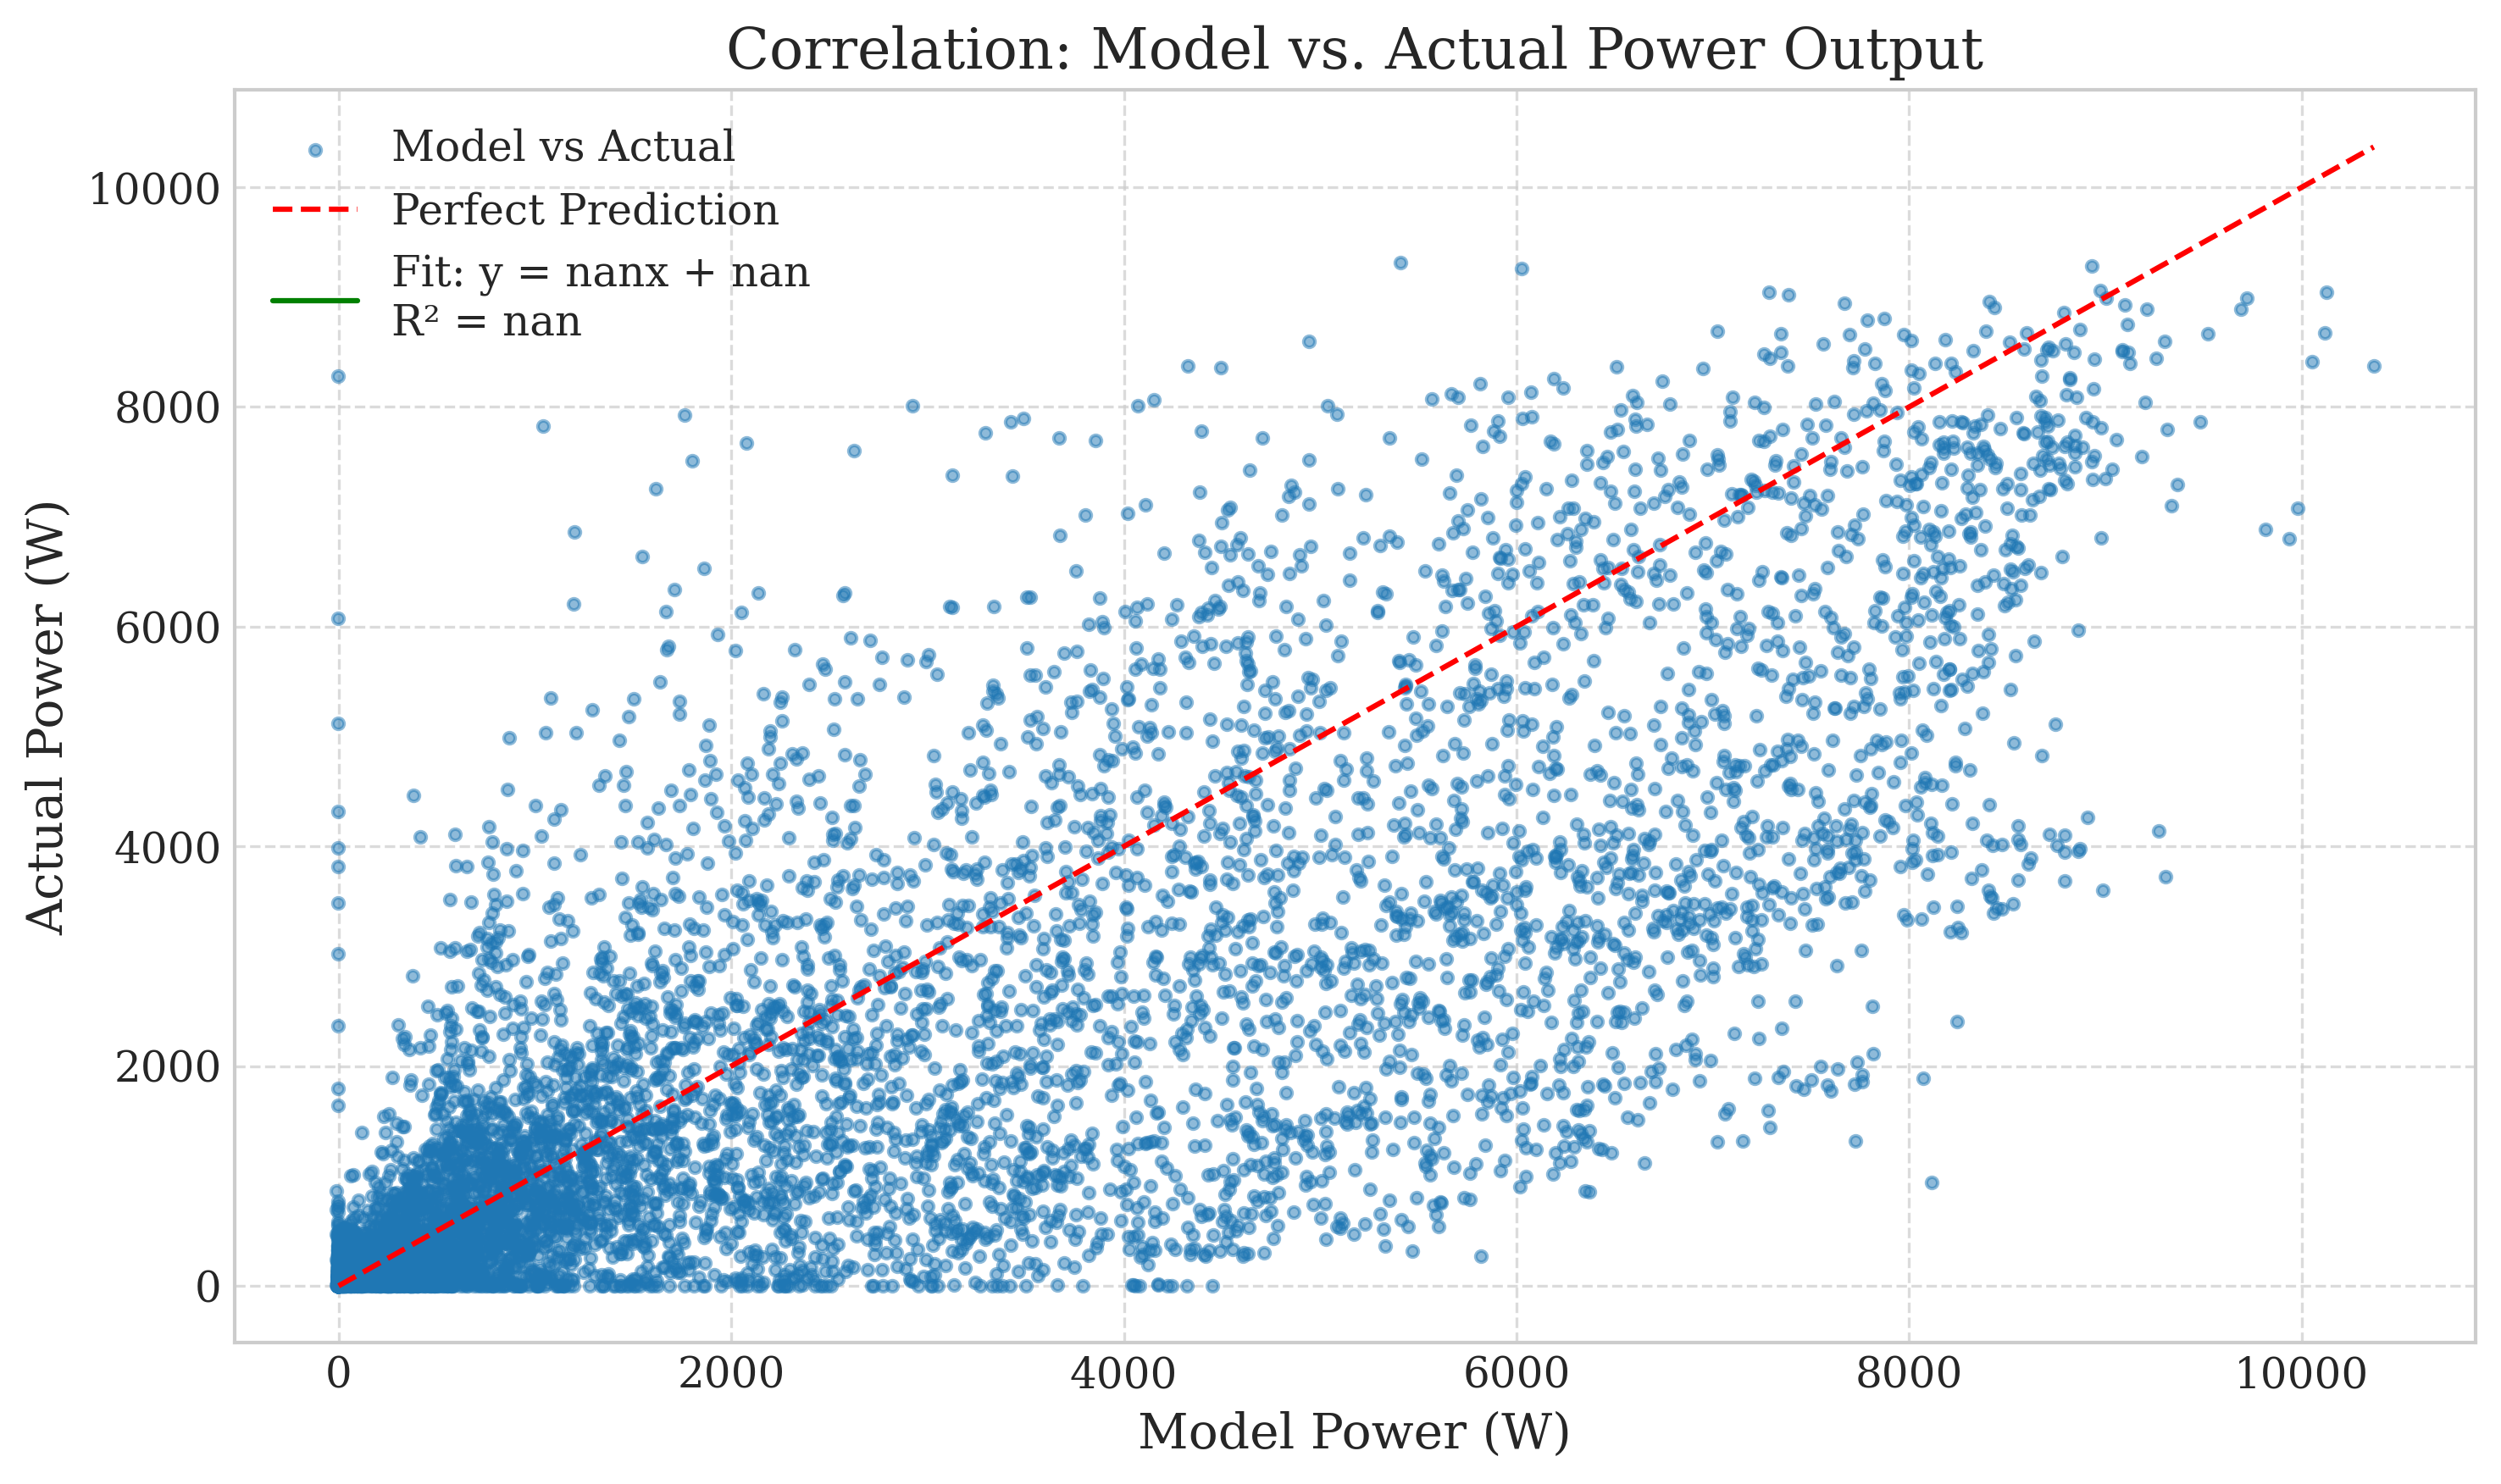 Correlation: Model vs. Actual Power Output
Model vs Actual
Perfect Prediction
Fit: y = nanx + nan
R² = nan
Actual Power (W)
10000
8000
6000
4000
2000
0
0 2000 4000 6000 8000 10000
Model Power (W)